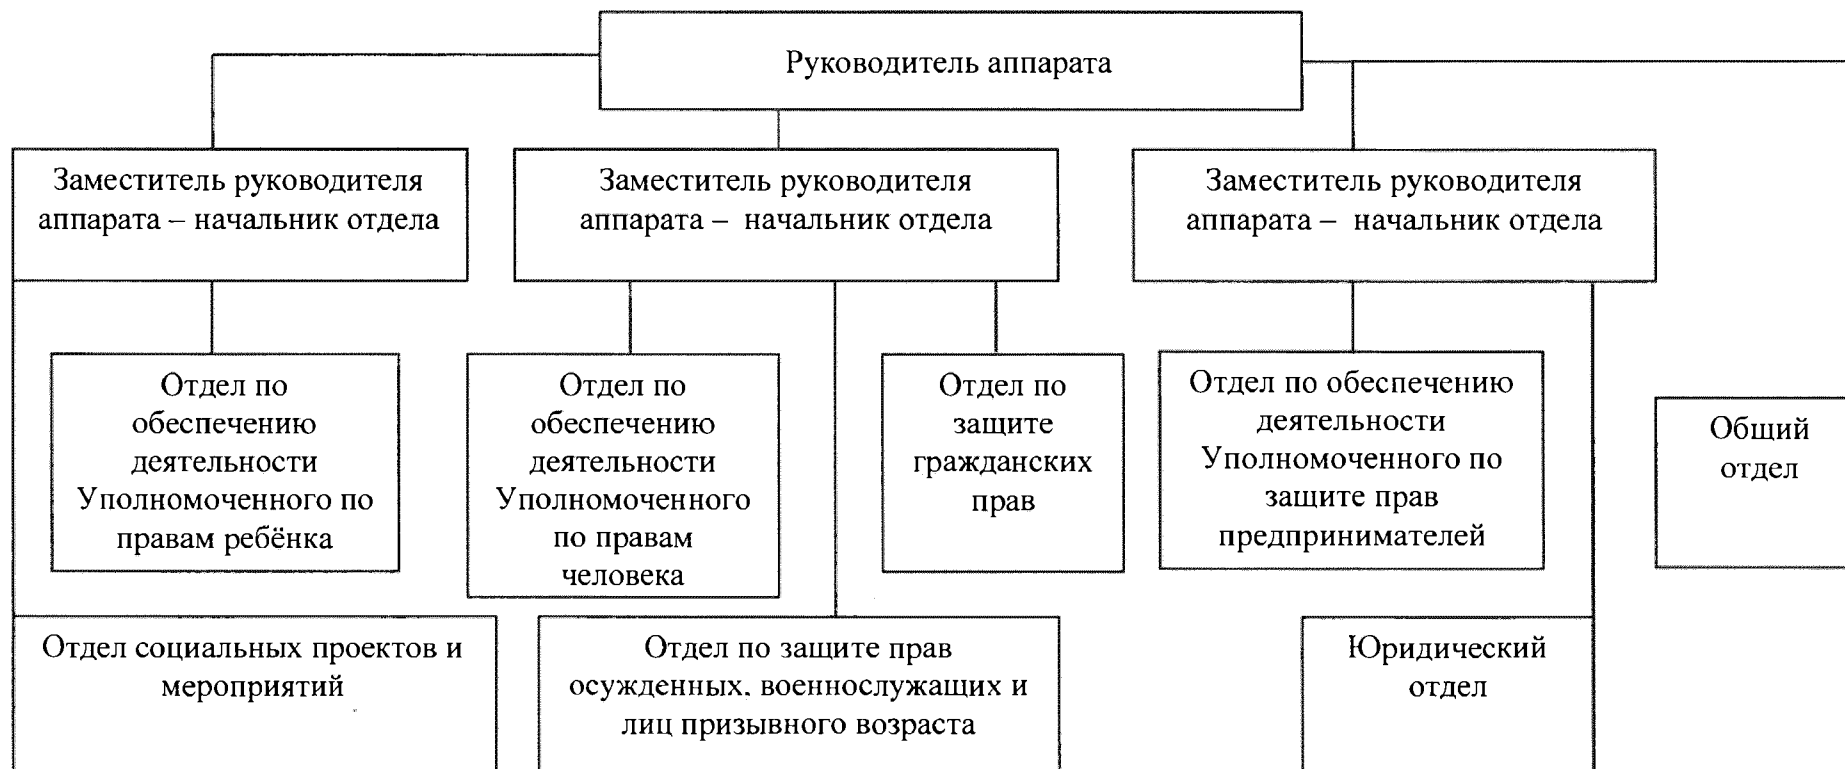 Руководитель аппарата
Заместитель руководителя
аппарата – начальник отдела
Заместитель руководителя
аппарата – начальник отдела
Заместитель руководителя
аппарата – начальник отдела
Отдел по
обеспечению
деятельности
Уполномоченного по
правам ребёнка
Отдел по
обеспечению
деятельности
Уполномоченного
по правам
человека
Отдел по
защите
гражданских
прав
Отдел по обеспечению
деятельности
Уполномоченного по
защите прав
предпринимателей
Общий
отдел
Отдел социальных проектов и
мероприятий
Отдел по защите прав
осужденных, военнослужащих и
лиц призывного возраста
Юридический
отдел